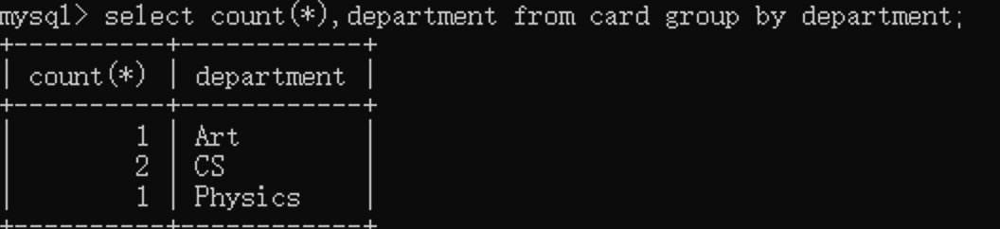 mysql> select count(*),department from card group by department;
+----------+------------+
| count(*) | department |
+----------+------------+
|        1 | Art        |
|        2 | CS         |
|        1 | Physics    |
+----------+------------+